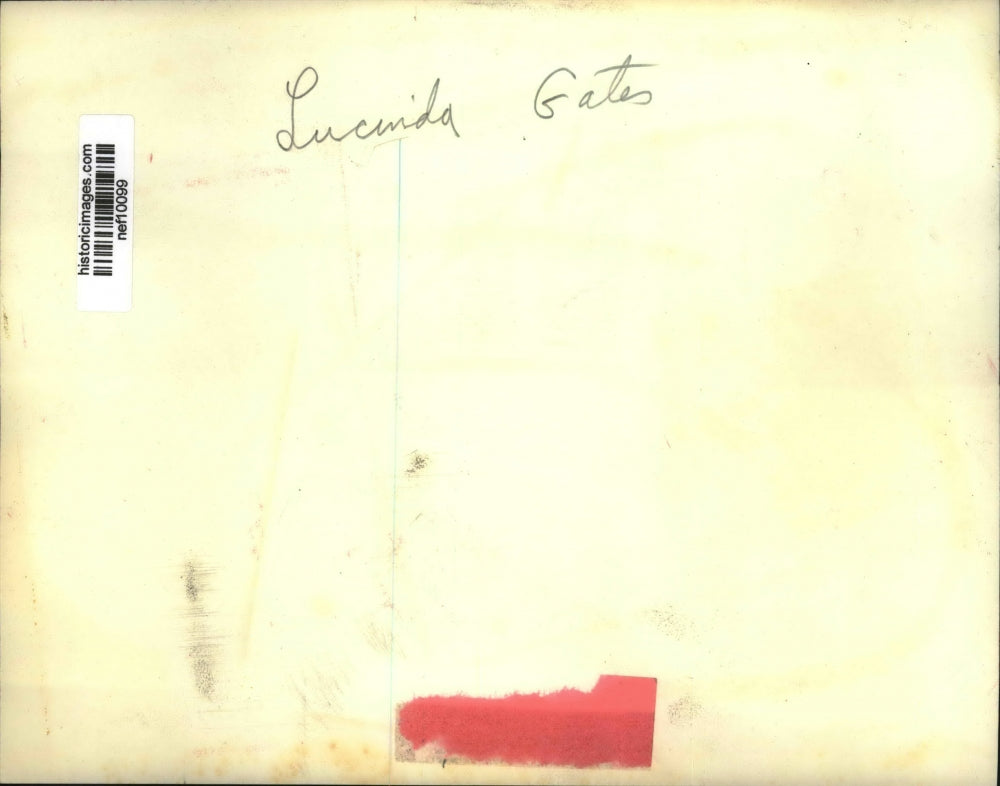 Lucinda Gates
historicimages.com
nef10099